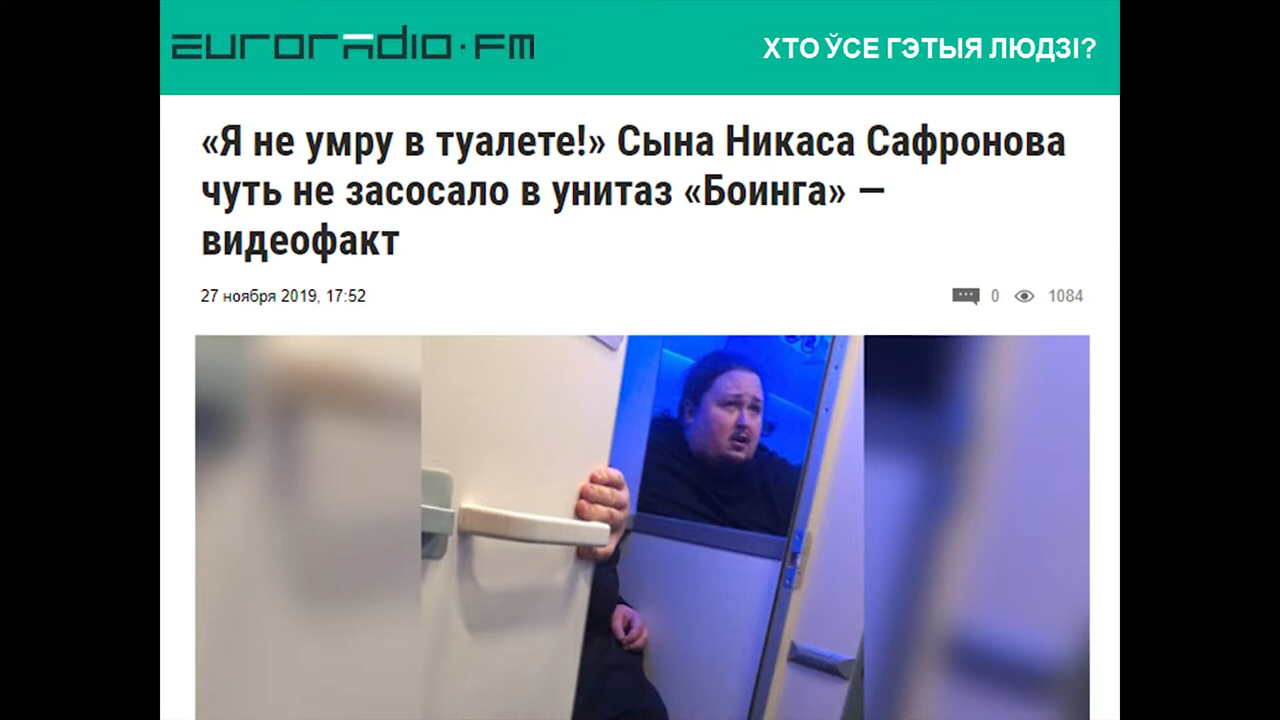 euroradio.fm
ХТО ЎСЕ ГЭТЫЯ ЛЮДЗІ?
«Я не умру в туалете!» Сына Никаса Сафронова
чуть не засосало в унитаз «Боинга» —
видеофакт
27 ноября 2019, 17:52
0 1084